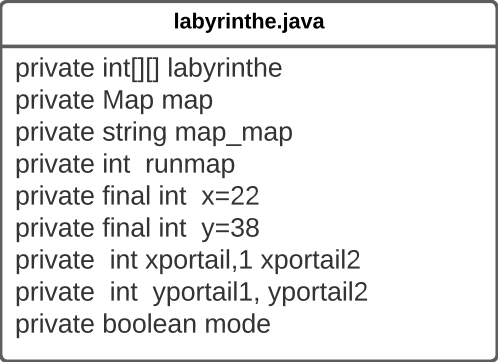 labyrinthe.java
private int[][] labyrinthe
private Map map
private string map_map
private int runmap
private final int x=22
private final int y=38
private int xportail,1 xportail2
private int yportail1, yportail2
private boolean mode